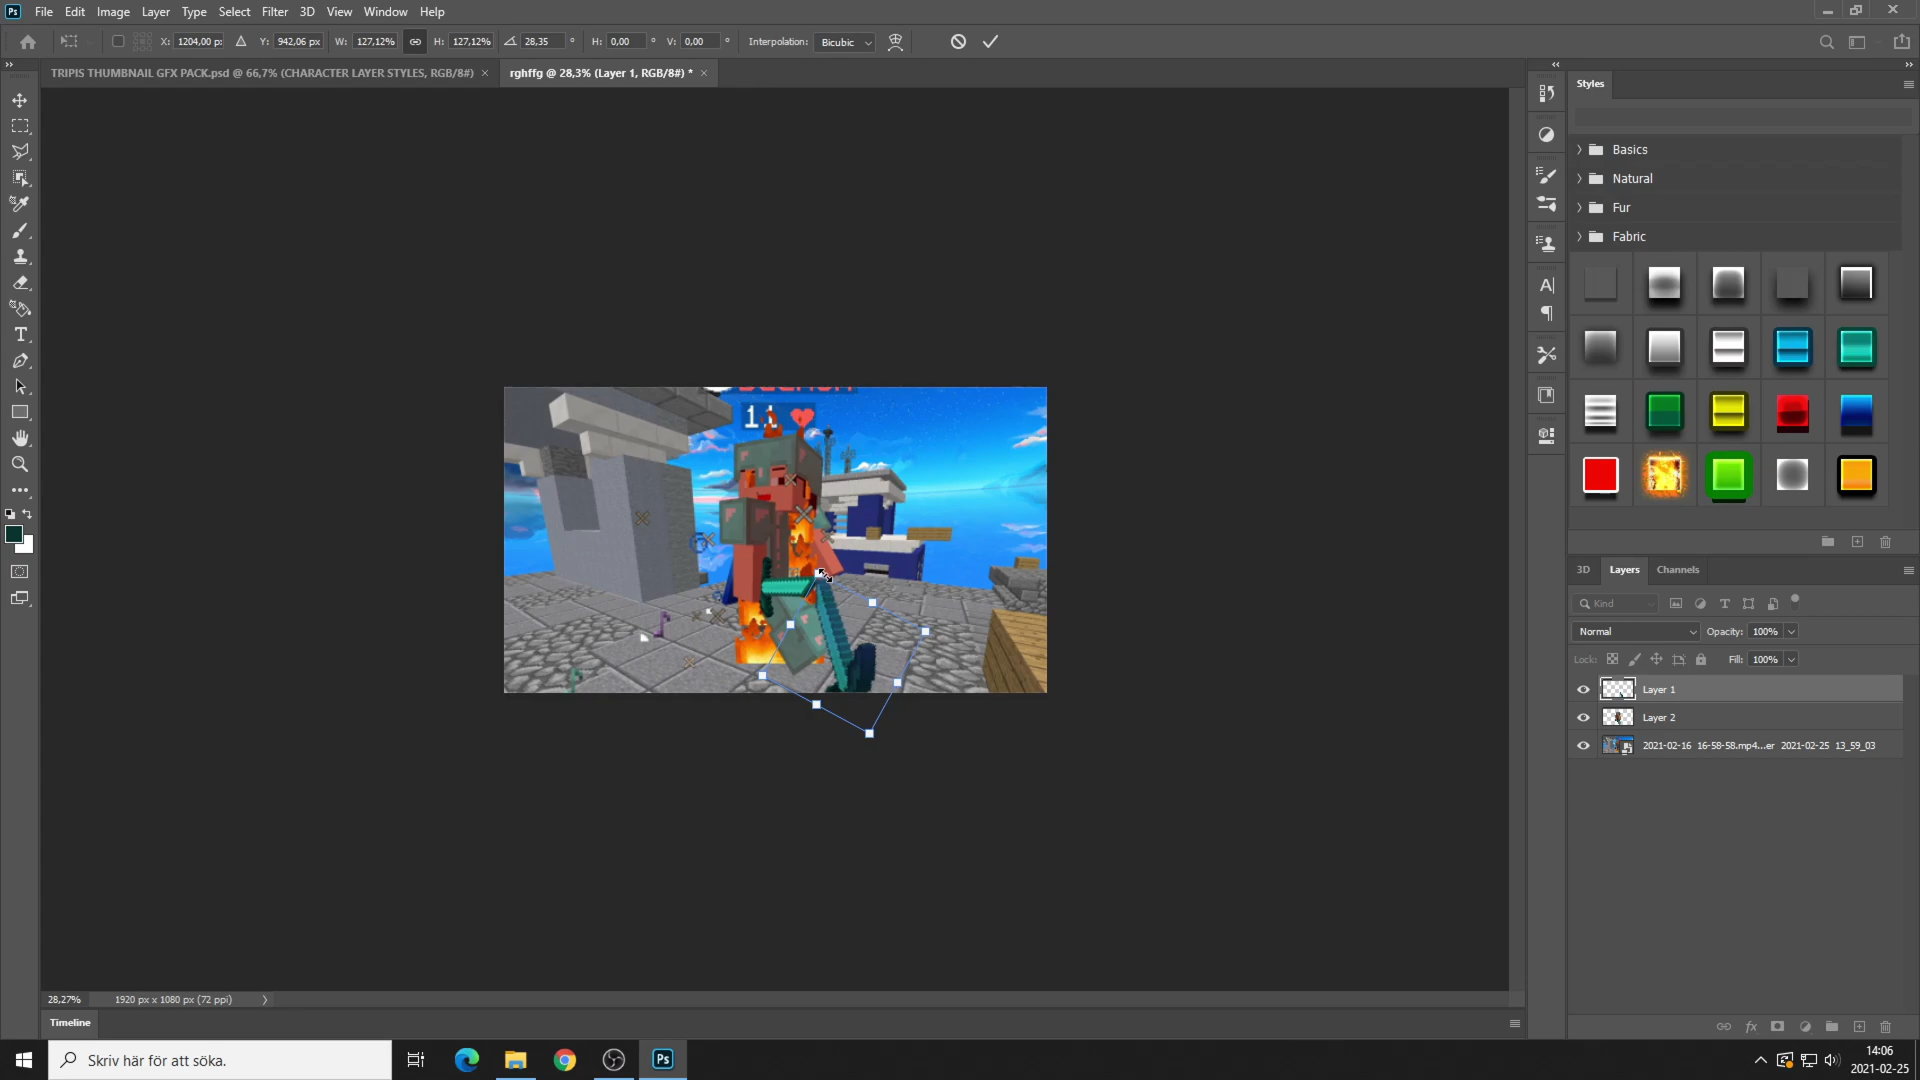 Ps File Edit Image Layer Type Select Filter 3D View Window Help
X: 1204,00 p: Y: 942,06 px W: 127,12% H: 127,12% 28,35 ° H: 0,00 ° V: 0,00 ° Interpolation: Bicubic
TRIPIS THUMBNAIL GFX PACK.psd @ 66,7% (CHARACTER LAYER STYLES, RGB/8#) × rghffg @ 28,3% (Layer 1, RGB/8#) * ×
Styles
Basics
Natural
Fur
Fabric
11
3D Layers Channels
Kind
Normal Opacity: 100%
Lock: Fill: 100%
Layer 1
Layer 2
2021-02-16 16-58-58.mp4...er 2021-02-25 13_59_03
28,27% 1920 px x 1080 px (72 ppi)
Timeline
Skriv här för att söka.
Ps
14:06
2021-02-25